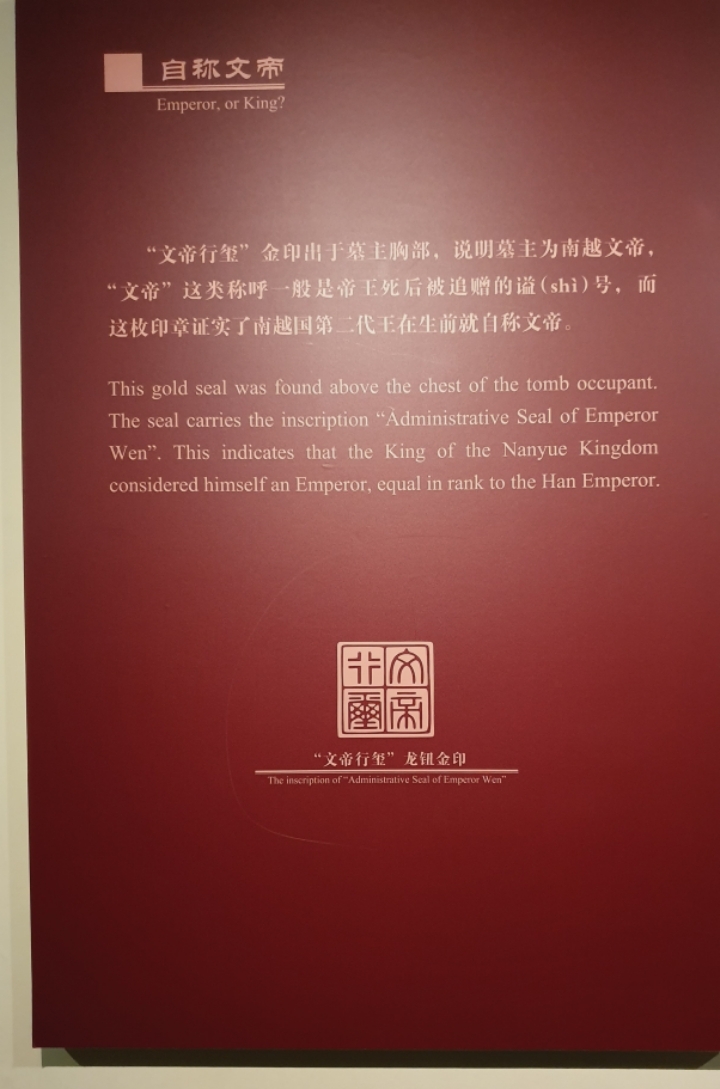 自称文帝
Emperor, or King?
“文帝行玺”金印出于墓主胸部，说明墓主为南越文帝，
“文帝”这类称呼一般是帝王死后被追赠的谥(shì)号，而
这枚印章证实了南越国第二代王在生前就自称文帝。
This gold seal was found above the chest of the tomb occupant.
The seal carries the inscription “Administrative Seal of Emperor
Wen”. This indicates that the King of the Nanyue Kingdom
considered himself an Emperor, equal in rank to the Han Emperor.
文帝行璽
“文帝行玺”龙钮金印
The inscription of “Administrative Seal of Emperor Wen”